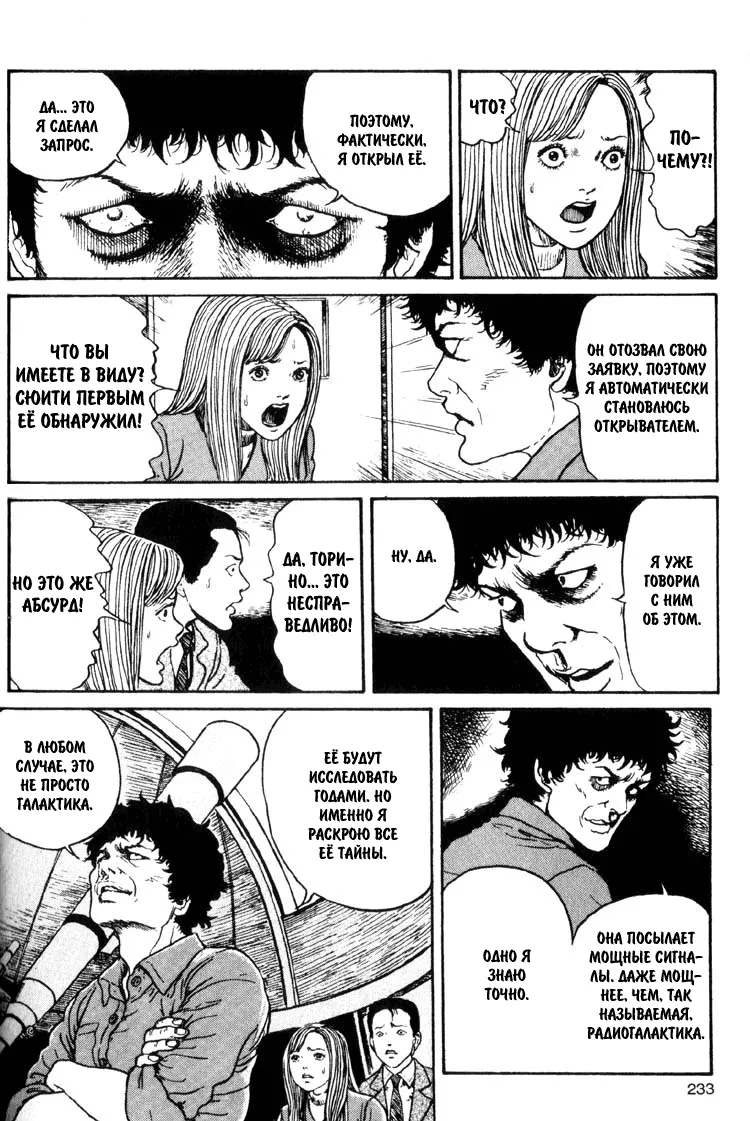 ДА... ЭТО
Я СДЕЛАЛ
ЗАПРОС.
ПОЭТОМУ,
ФАКТИЧЕСКИ,
Я ОТКРЫЛ ЕЁ.
ЧТО?
ПО-
ЧЕМУ?!
ЧТО ВЫ
ИМЕЕТЕ В ВИДУ?
СЮИТИ ПЕРВЫМ
ЕЁ ОБНАРУЖИЛ!
ОН ОТОЗВАЛ СВОЮ
ЗАЯВКУ, ПОЭТОМУ
Я АВТОМАТИЧЕСКИ
СТАНОВЛЮСЬ
ОТКРЫВАТЕЛЕМ.
НО ЭТО ЖЕ
АБСУРД!
ДА, ТОРИ-
НО... ЭТО
НЕСПРА-
ВЕДЛИВО!
НУ, ДА.
Я УЖЕ
ГОВОРИЛ
С НИМ
ОБ ЭТОМ.
В ЛЮБОМ
СЛУЧАЕ, ЭТО
НЕ ПРОСТО
ГАЛАКТИКА.
ЕЁ БУДУТ
ИССЛЕДОВАТЬ
ГОДАМИ. НО
ИМЕННО Я
РАСКРОЮ ВСЕ
ЕЁ ТАЙНЫ.
ОДНО Я
ЗНАЮ
ТОЧНО.
ОНА ПОСЫЛАЕТ
МОЩНЫЕ СИГНА-
ЛЫ, ДАЖЕ МОЩ-
НЕЕ, ЧЕМ, ТАК
НАЗЫВАЕМАЯ,
РАДИОГАЛАКТИКА.
233